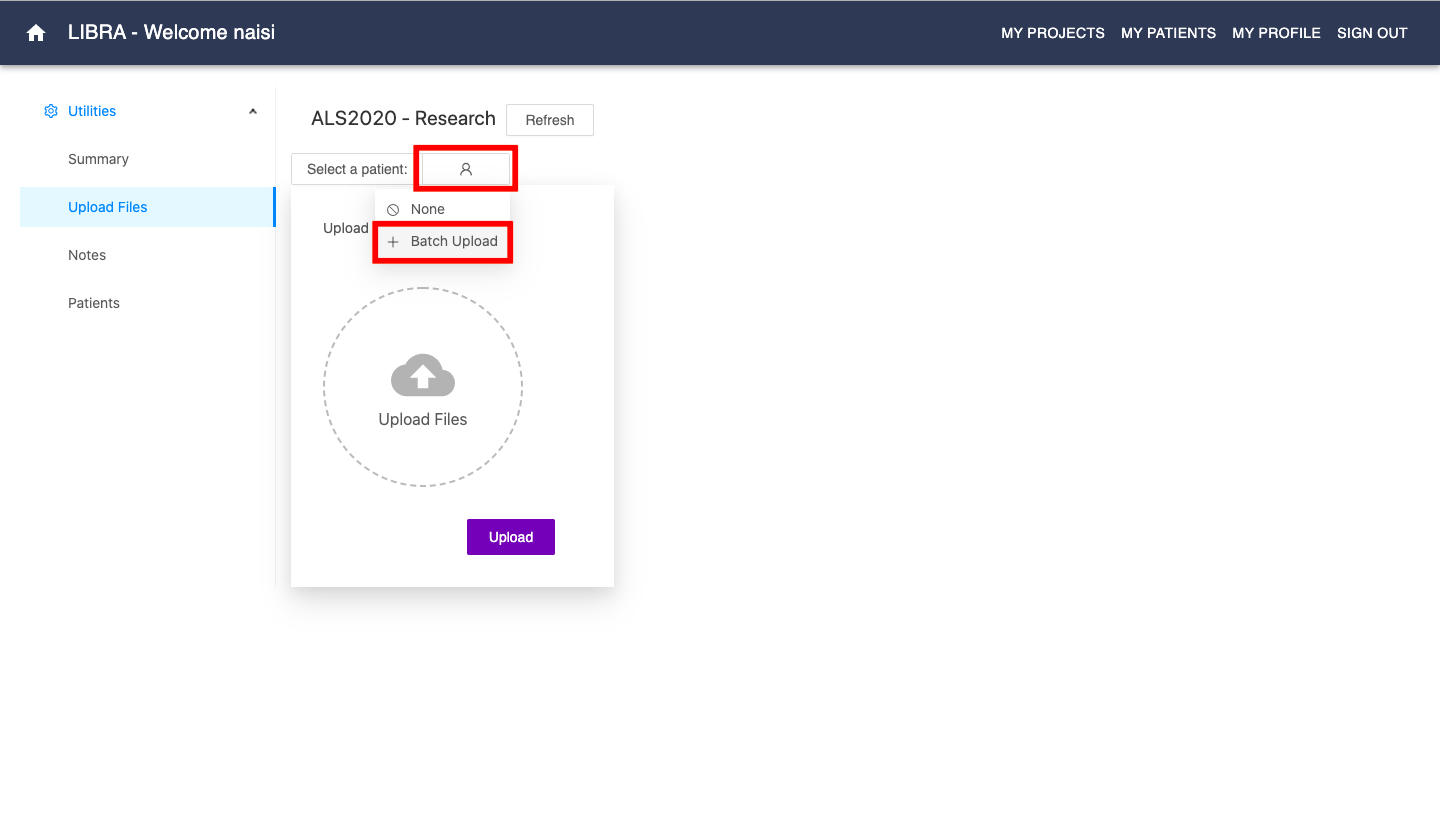 LIBRA - Welcome naisi
MY PROJECTS MY PATIENTS MY PROFILE SIGN OUT
Utilities
Summary
Upload Files
Notes
Patients
ALS2020 - Research
Refresh
Select a patient:
None
Upload
Batch Upload
Upload Files
Upload